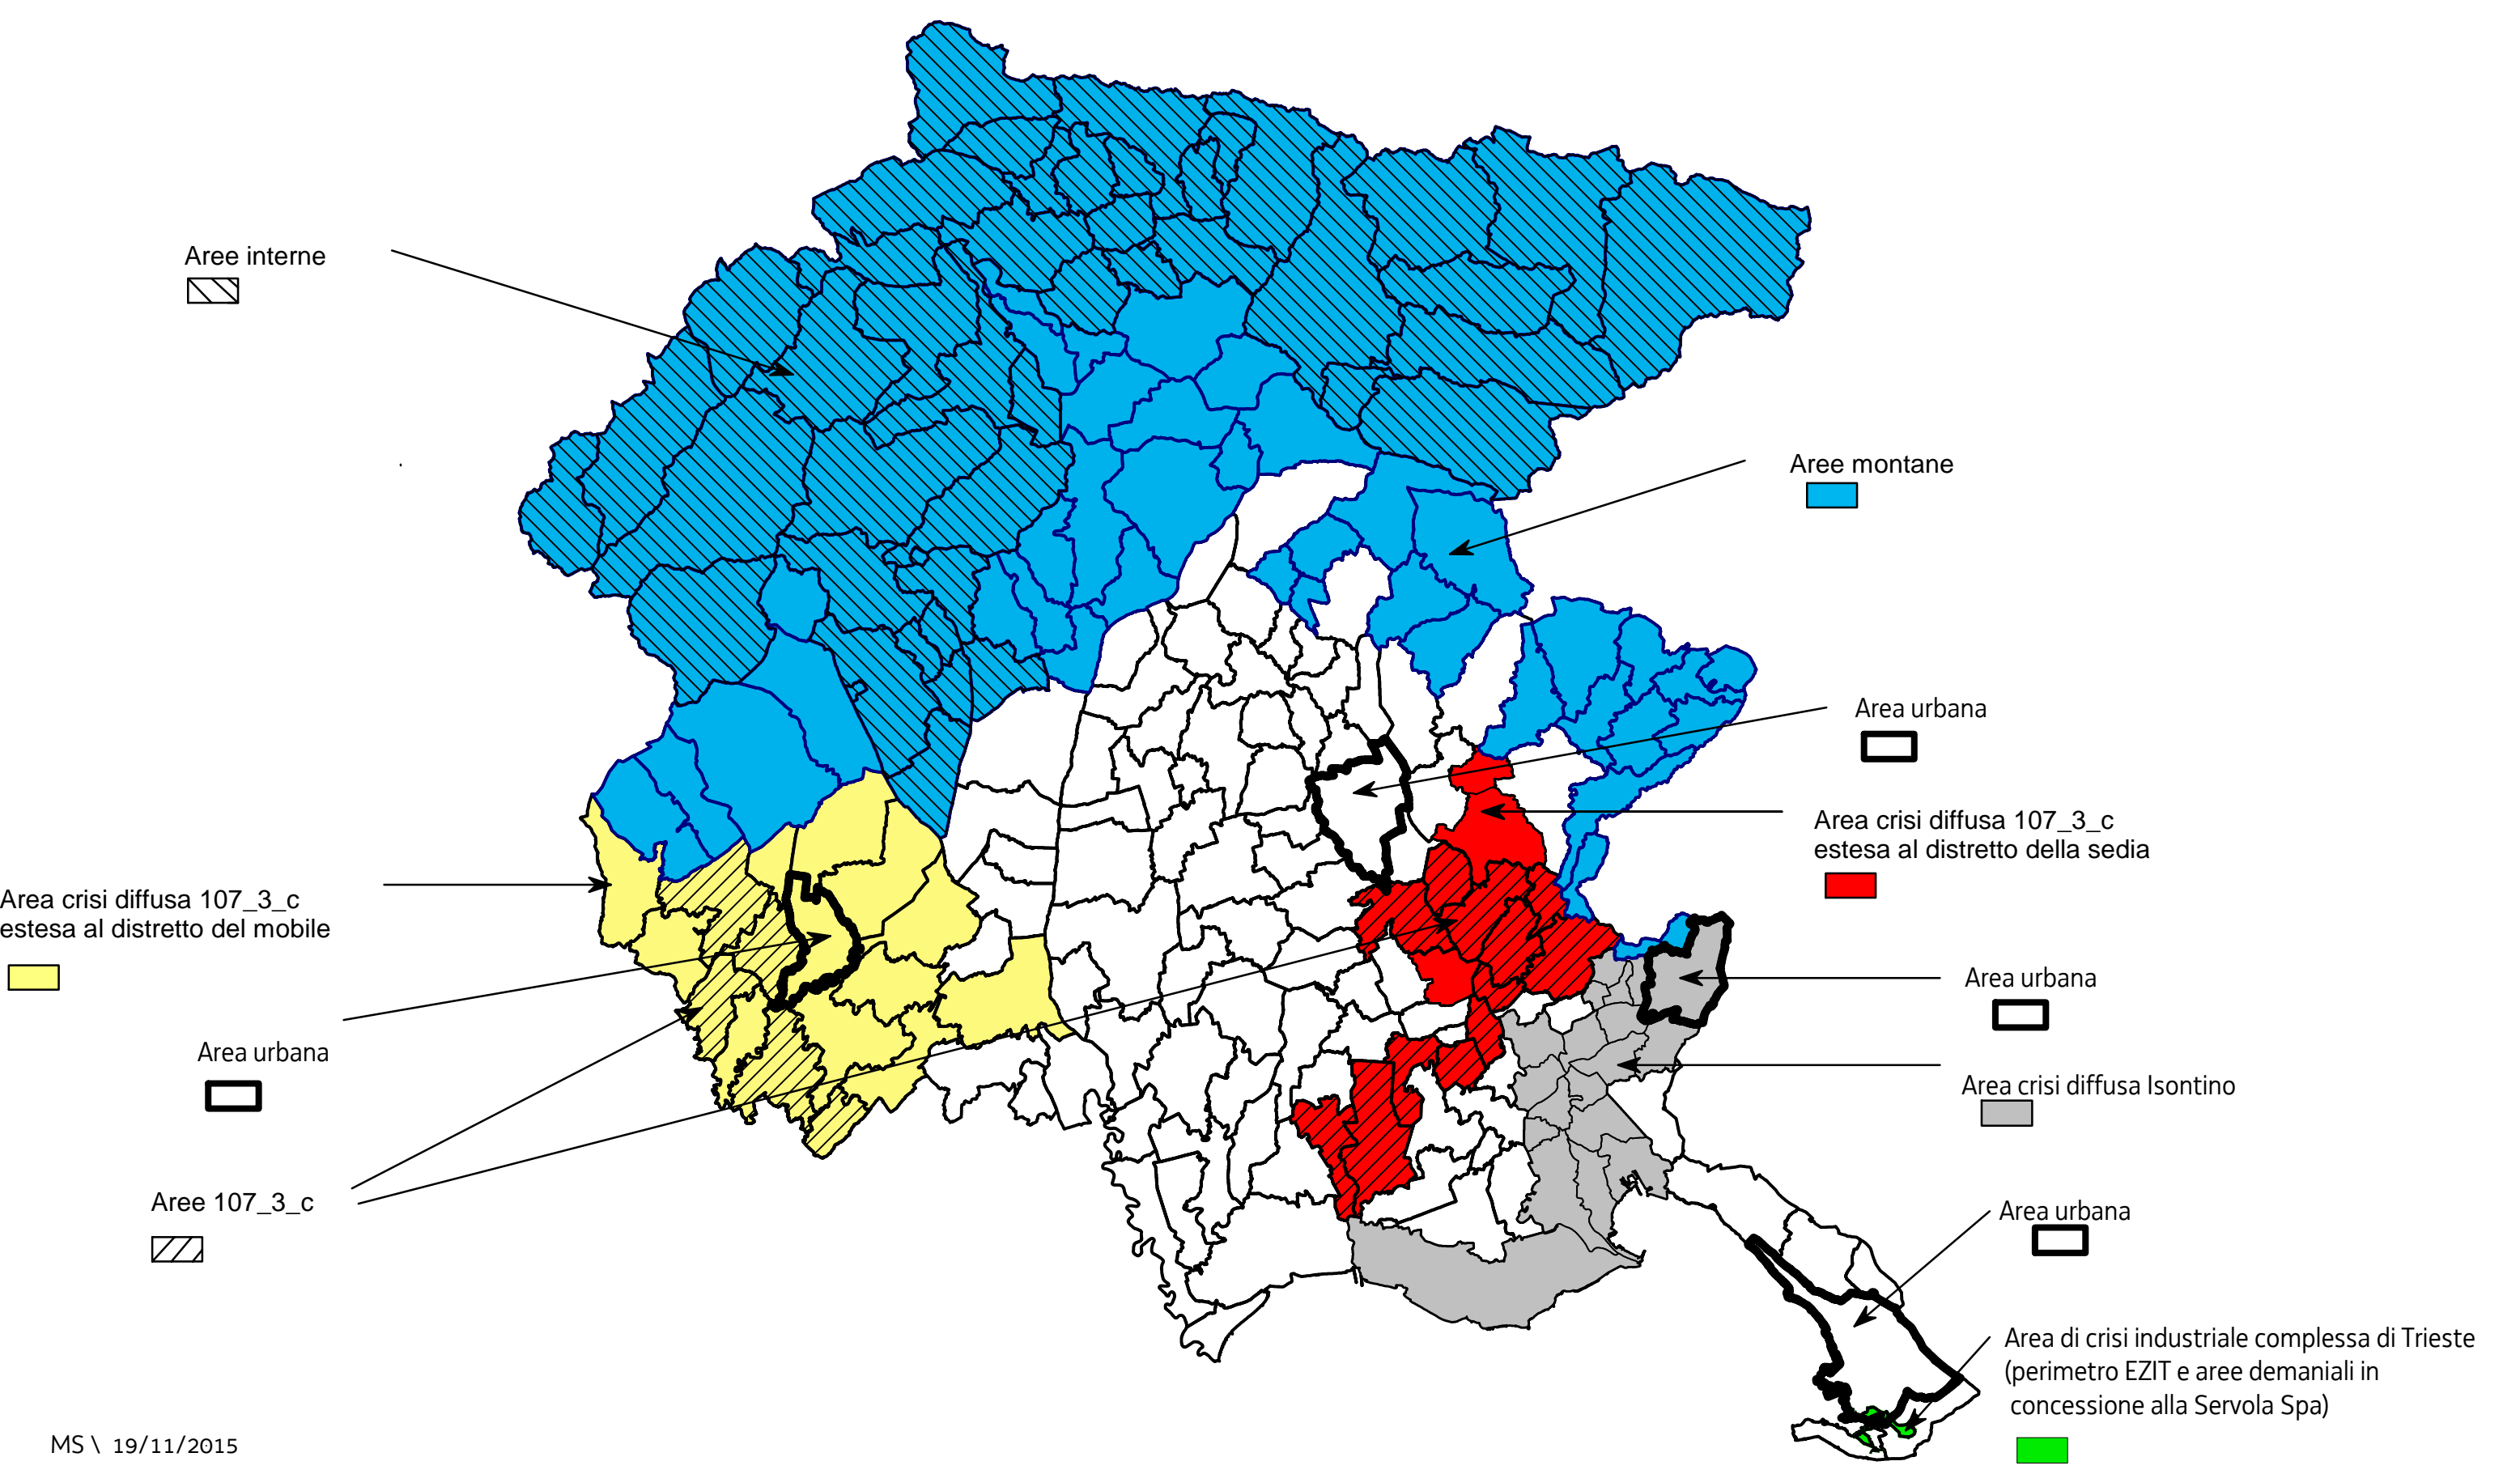 Aree interne
Aree montane
Area urbana
Area crisi diffusa 107_3_c
estesa al distretto della sedia
Area crisi diffusa 107_3_c
estesa al distretto del mobile
Area urbana
Area urbana
Area crisi diffusa Isontino
Aree 107_3_c
Area urbana
Area di crisi industriale complessa di Trieste
(perimetro EZIT e aree demaniali in
concessione alla Servola Spa)
MS \ 19/11/2015